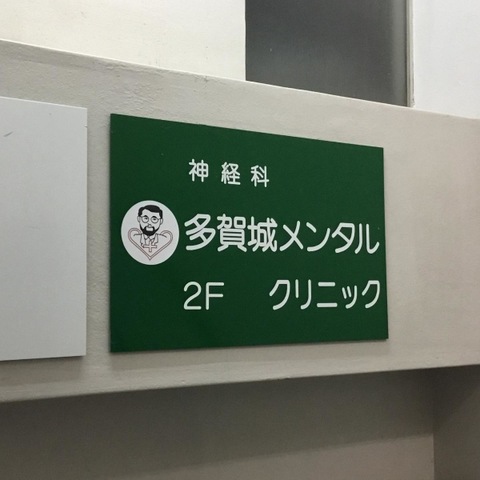 神経科
多賀城メンタル
2F クリニック